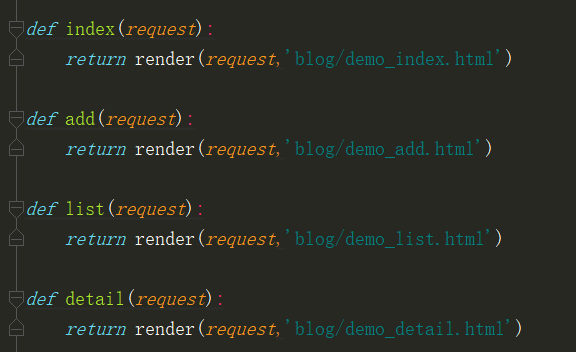 def index(request):
    return render(request,'blog/demo_index.html')
def add(request):
    return render(request,'blog/demo_add.html')
def list(request):
    return render(request,'blog/demo_list.html')
def detail(request):
    return render(request,'blog/demo_detail.html')